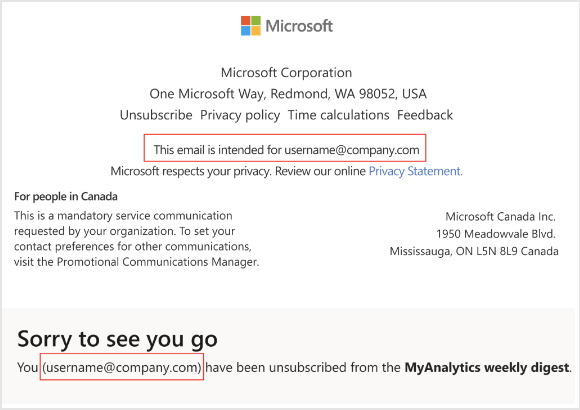 Microsoft
Microsoft Corporation
One Microsoft Way, Redmond, WA 98052, USA
Unsubscribe Privacy policy Time calculations Feedback
This email is intended for username@company.com
Microsoft respects your privacy. Review our online Privacy Statement.
For people in Canada
This is a mandatory service communication
requested by your organization. To set your
contact preferences for other communications,
visit the Promotional Communications Manager.
Microsoft Canada Inc.
1950 Meadowvale Blvd.
Mississauga, ON L5N 8L9 Canada
Sorry to see you go
You (username@company.com) have been unsubscribed from the MyAnalytics weekly digest.